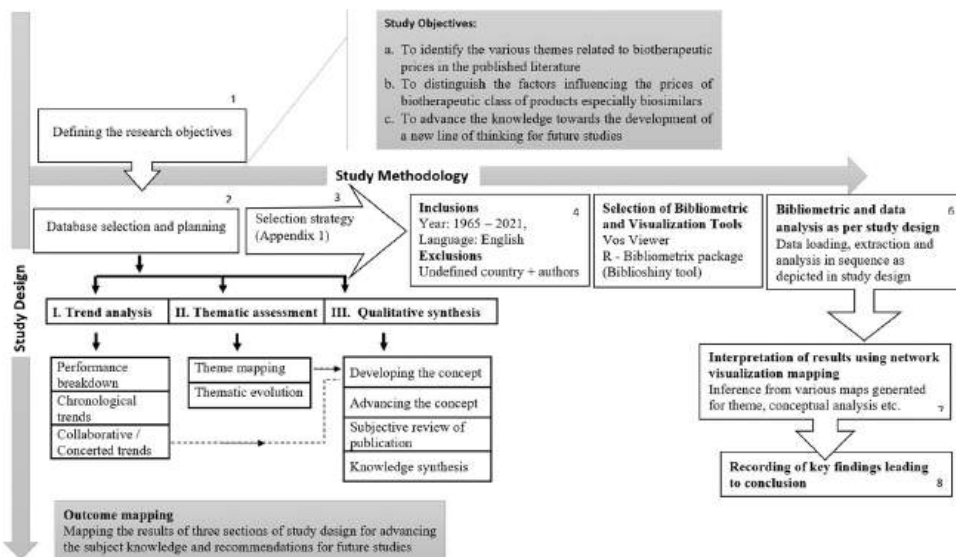 Study Objectives:
a. To identify the various themes related to biotherapeutic
prices in the published literature
b. To distinguish the factors influencing the prices of
biotherapeutic class of products especially biosimilars
c. To advance the knowledge towards the development of
a new line of thinking for future studies
1
Defining the research objectives
Study Methodology
2
Database selection and planning
3
Selection strategy
(Appendix 1)
4
Inclusions
Year: 1965 – 2021,
Language: English
Exclusions
Undefined country + authors
Selection of Bibliometric
and Visualization Tools
Vos Viewer
R - Bibliometrix package
(Biblioshiny tool)
6
Bibliometric and data
analysis as per study design
Data loading, extraction and
analysis in sequence as
depicted in study design
Study Design
I. Trend analysis
II. Thematic assessment
III. Qualitative synthesis
Performance
breakdown
Chronological
trends
Collaborative /
Concerted trends
Theme mapping
Thematic evolution
Developing the concept
Advancing the concept
Subjective review of
publication
Knowledge synthesis
Interpretation of results using network
visualization mapping
Inference from various maps generated
for theme, conceptual analysis etc.
7
Recording of key findings leading
to conclusion
8
Outcome mapping
Mapping the results of three sections of study design for advancing
the subject knowledge and recommendations for future studies